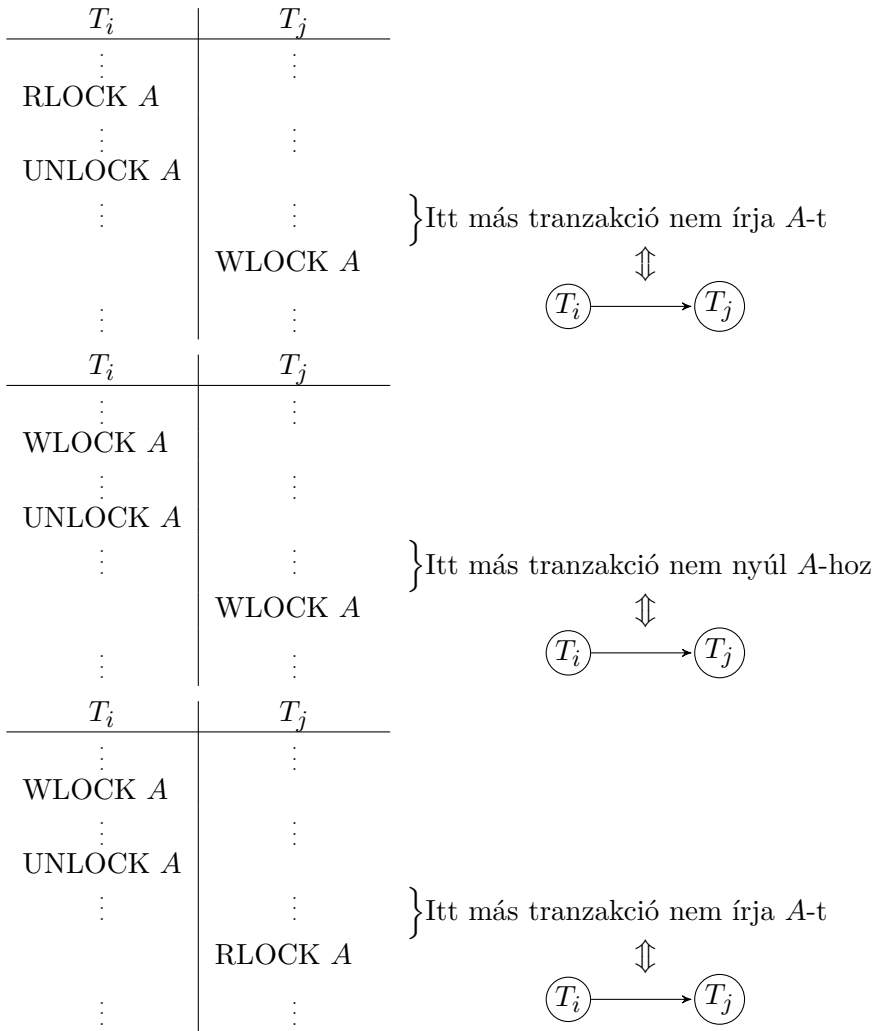 T_i T_j
⋮ ⋮
RLOCK A
⋮ ⋮
UNLOCK A
⋮ ⋮ }Itt más tranzakció nem írja A-t
WLOCK A ⇕
⋮ ⋮ T_i T_j
T_i T_j
⋮ ⋮
WLOCK A
⋮ ⋮
UNLOCK A
⋮ ⋮ }Itt más tranzakció nem nyúl A-hoz
WLOCK A ⇕
⋮ ⋮ T_i T_j
T_i T_j
⋮ ⋮
WLOCK A
⋮ ⋮
UNLOCK A
⋮ ⋮ }Itt más tranzakció nem írja A-t
RLOCK A ⇕
⋮ ⋮ T_i T_j